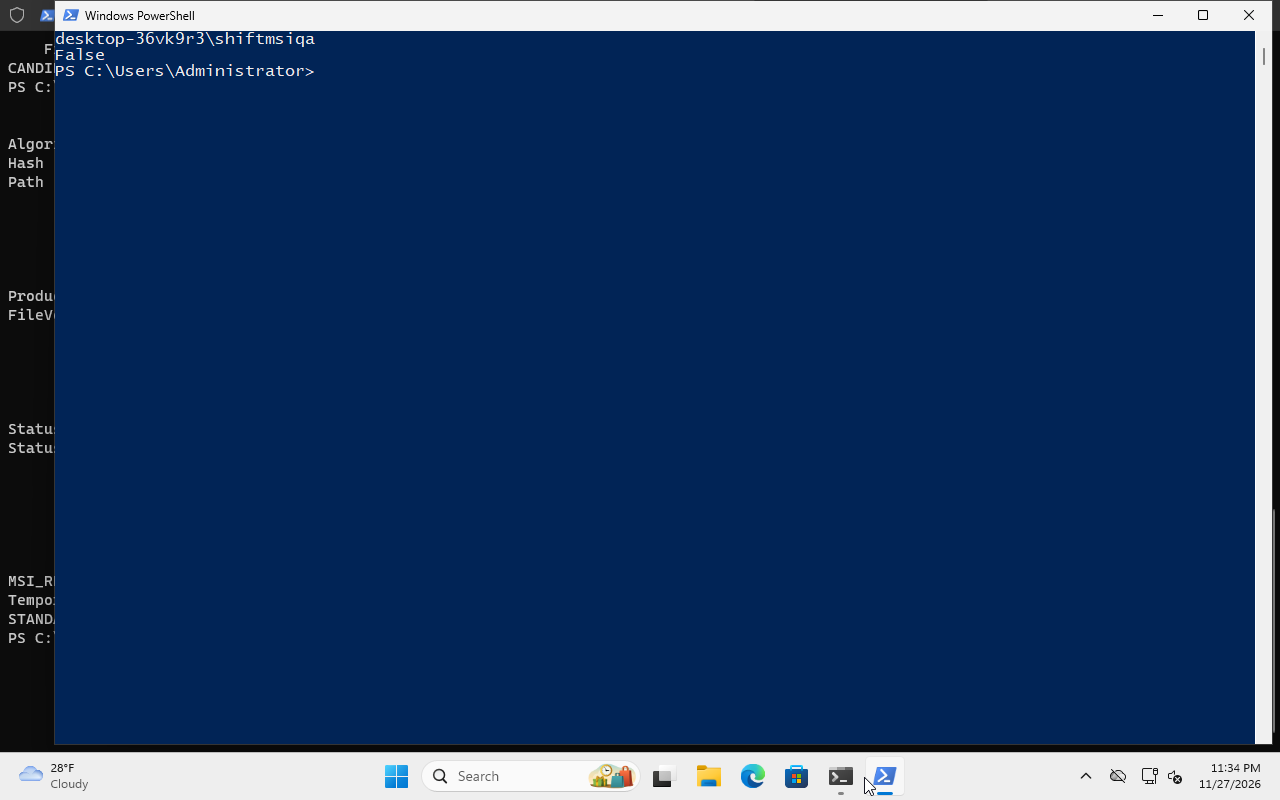 Windows PowerShell
desktop-36vk9r3\shiftmsiqa
False
PS C:\Users\Administrator>
F
CANDI
PS C:
Algor
Hash
Path
Produ
FileV
Statu
Statu
MSI_R
Tempo
STAND
PS C:
28°F
Cloudy
Search
11:34 PM
11/27/2026